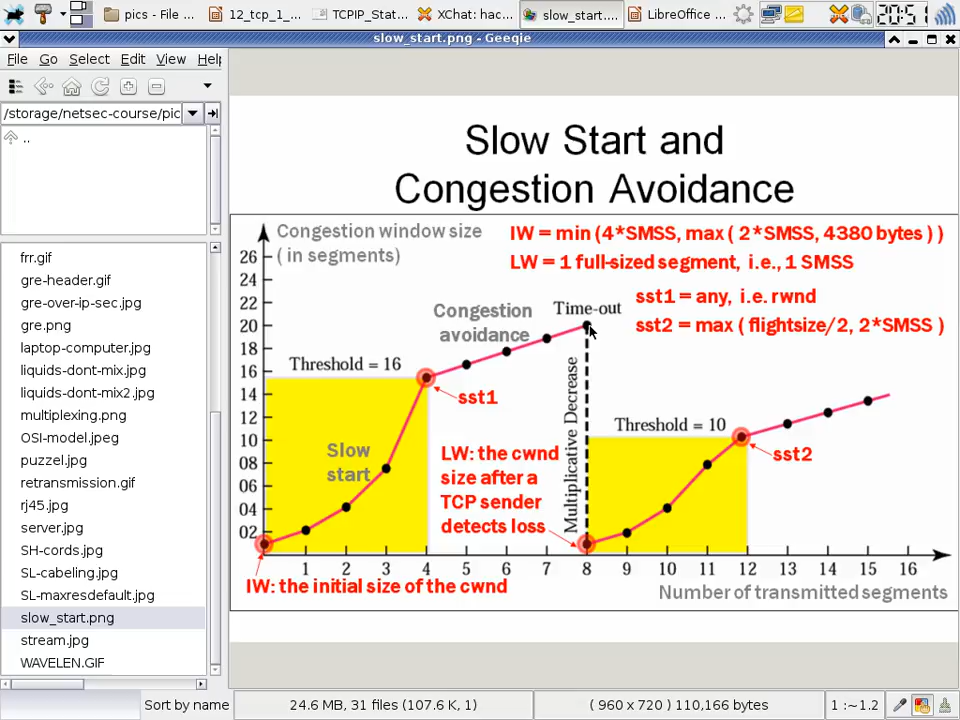 pics - File ...
12_tcp_1_...
TCPIP_Stat...
XChat: hac...
slow_start....
LibreOffice ...
20:51
slow_start.png - Geeqie
File Go Select Edit View Help
/storage/netsec-course/pic
..
frr.gif
gre-header.gif
gre-over-ip-sec.jpg
gre.png
laptop-computer.jpg
liquids-dont-mix.jpg
liquids-dont-mix2.jpg
multiplexing.png
OSI-model.jpeg
puzzel.jpg
retransmission.gif
rj45.jpg
server.jpg
SH-cords.jpg
SL-cabeling.jpg
SL-maxresdefault.jpg
slow_start.png
stream.jpg
WAVELEN.GIF
Slow Start and
Congestion Avoidance
Congestion window size
( in segments)
IW = min (4*SMSS, max ( 2*SMSS, 4380 bytes ) )
LW = 1 full-sized segment, i.e., 1 SMSS
sst1 = any, i.e. rwnd
sst2 = max ( flightsize/2, 2*SMSS )
26
24
22
20
18
16
14
12
10
08
06
04
02
Congestion
avoidance
Time-out
Threshold = 16
sst1
Slow
start
Multiplicative Decrease
LW: the cwnd
size after a
TCP sender
detects loss
Threshold = 10
sst2
1 2 3 4 5 6 7 8 9 10 11 12 13 14 15 16
IW: the initial size of the cwnd
Number of transmitted segments
Sort by name
24.6 MB, 31 files (107.6 K, 1)
( 960 x 720 ) 110,166 bytes
1 :~1.2